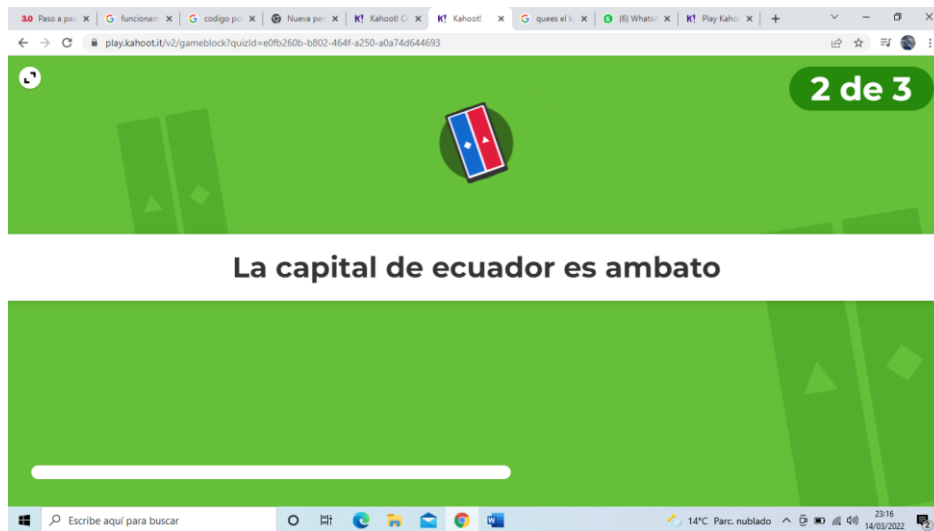 3.0 Paso a pas
funcionam
codigo po
Nueva pes
K! Kahoot! C
K! Kahoot!
quees el k
(6) WhatsA
K! Play Kahoo
play.kahoot.it/v2/gameblock?quizId=e0fb260b-b802-464f-a250-a0a74d644693
2 de 3
La capital de ecuador es ambato
Escribe aquí para buscar
14°C Parc. nublado
23:16
14/03/2022